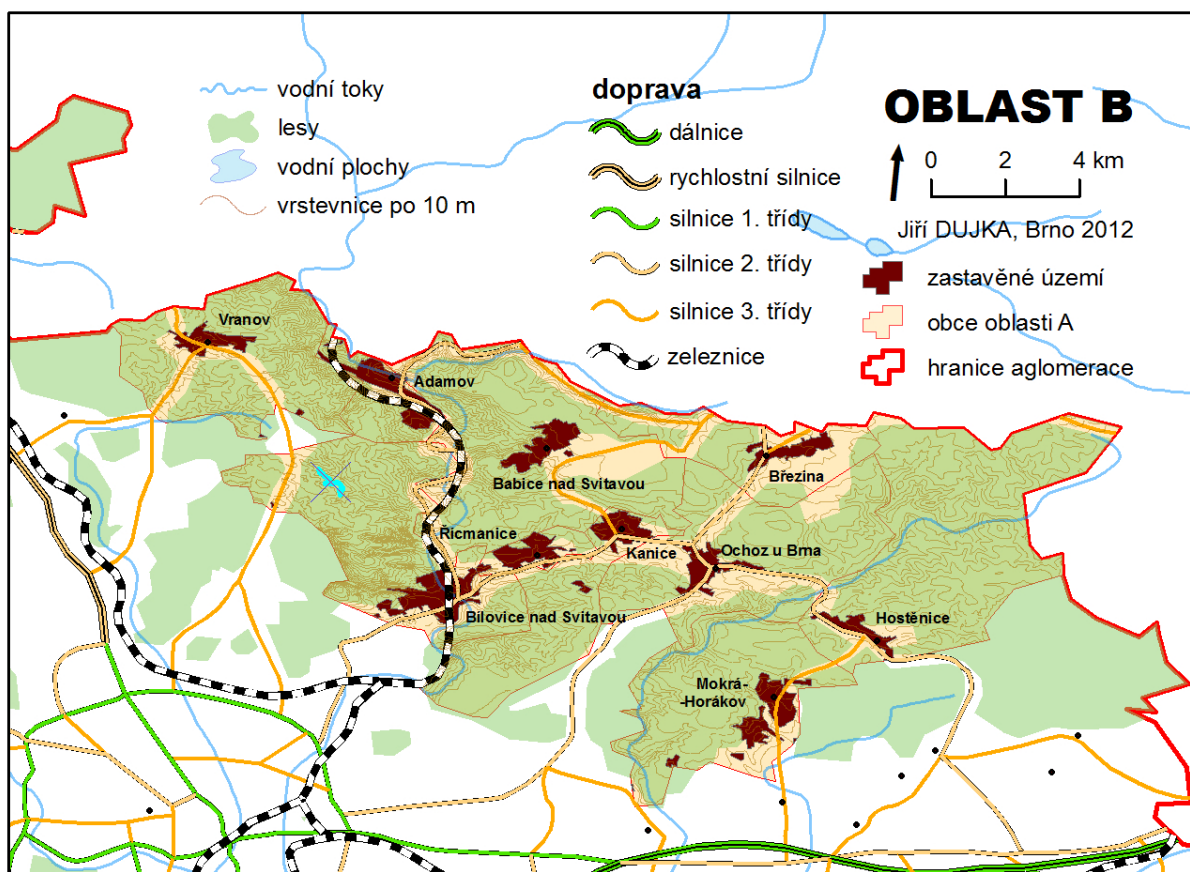 vodní toky
lesy
vodní plochy
vrstevnice po 10 m
doprava
dálnice
rychlostní silnice
silnice 1. třídy
silnice 2. třídy
silnice 3. třídy
železnice
OBLAST B
0 2 4 km
Jiří DUJKA, Brno 2012
zastavěné území
obce oblasti A
hranice aglomerace
Vranov
Adamov
Babice nad Svitavou
Březina
Řicmanice
Kanice
Ochoz u Brna
Bílovice nad Svitavou
Hostěnice
Mokrá-
-Horákov